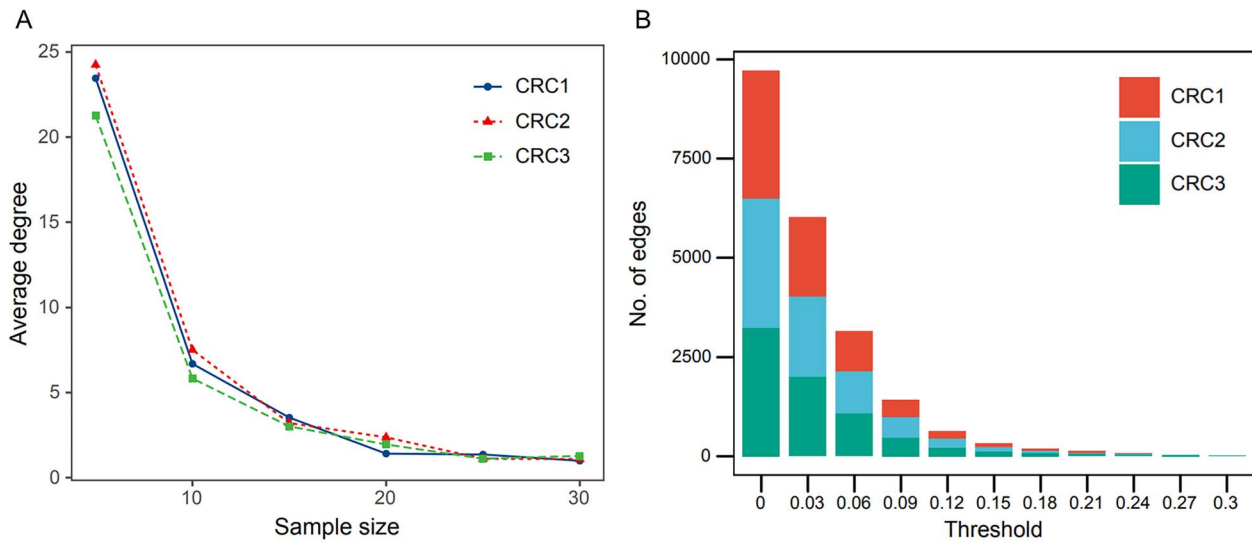 A
Average degree
25
20
15
10
5
0
10
20
30
Sample size
CRC1
CRC2
CRC3
B
No. of edges
10000
7500
5000
2500
0
0
0.03
0.06
0.09
0.12
0.15
0.18
0.21
0.24
0.27
0.3
Threshold
CRC1
CRC2
CRC3